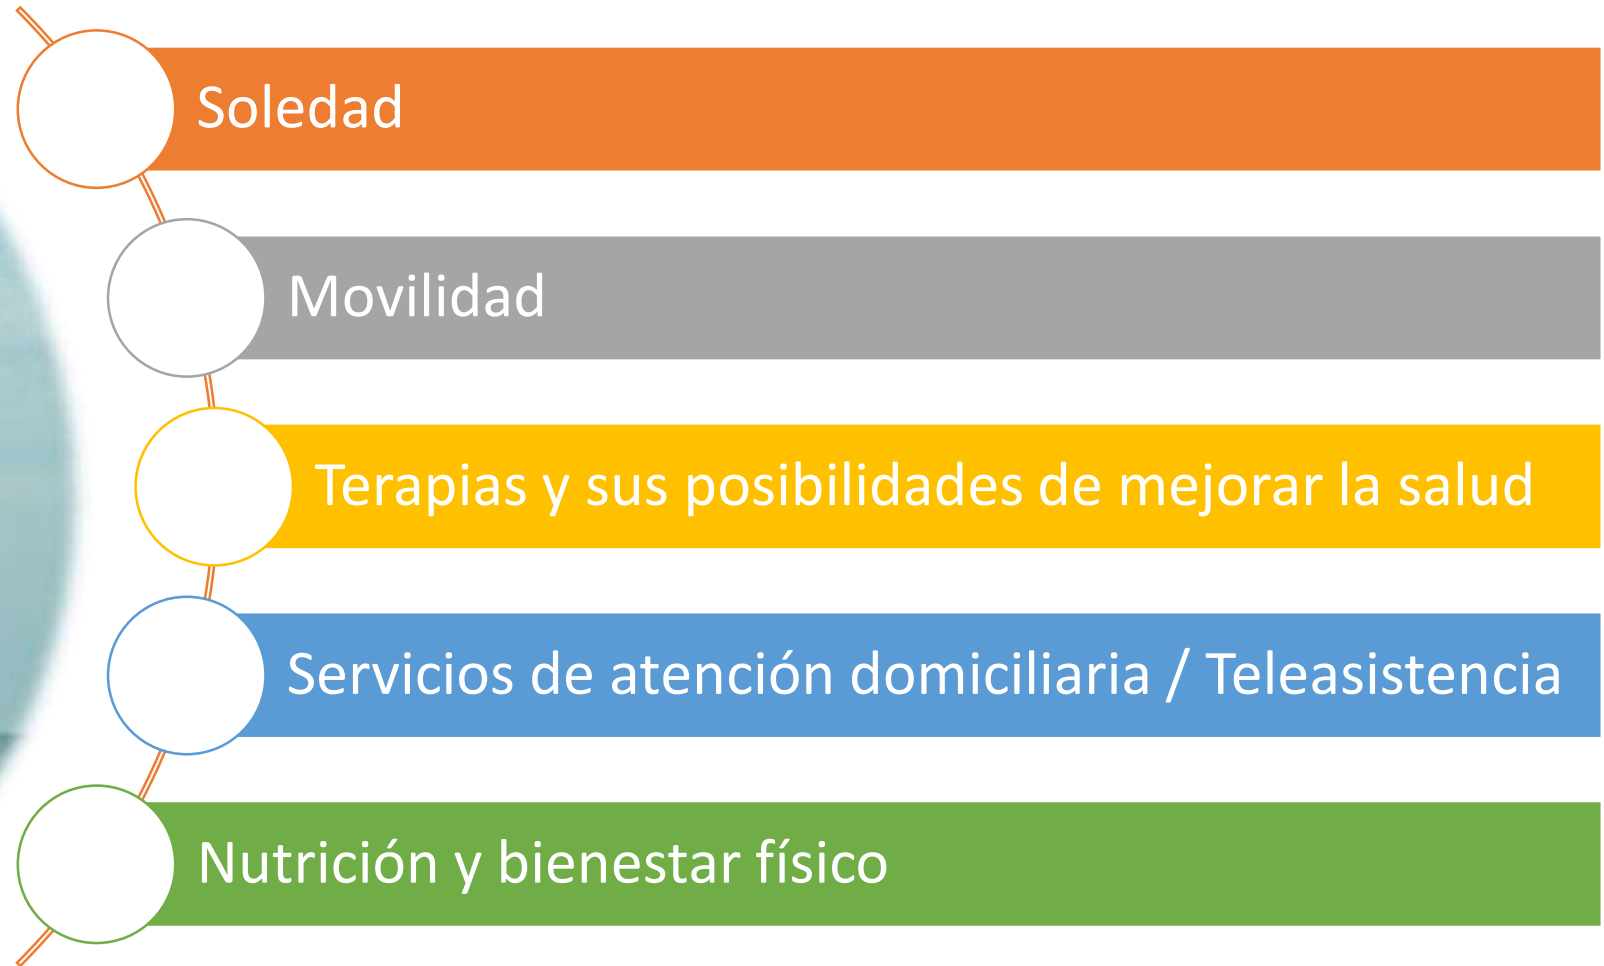 Soledad
Movilidad
Terapias y sus posibilidades de mejorar la salud
Servicios de atención domiciliaria / Teleasistencia
Nutrición y bienestar físico